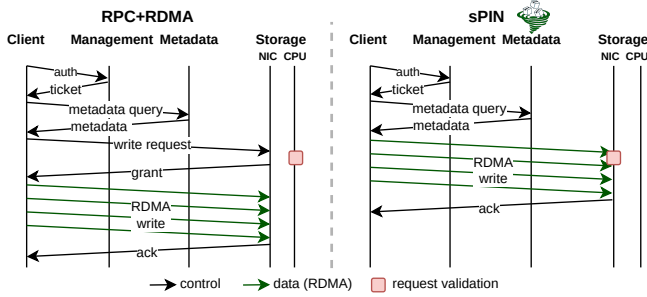 RPC+RDMA
Client Management Metadata Storage
NIC CPU
auth
ticket
metadata query
metadata
write request
grant
RDMA
write
ack
sPIN
Client Management Metadata Storage
NIC CPU
auth
ticket
metadata query
metadata
RDMA
write
ack
control data (RDMA) request validation